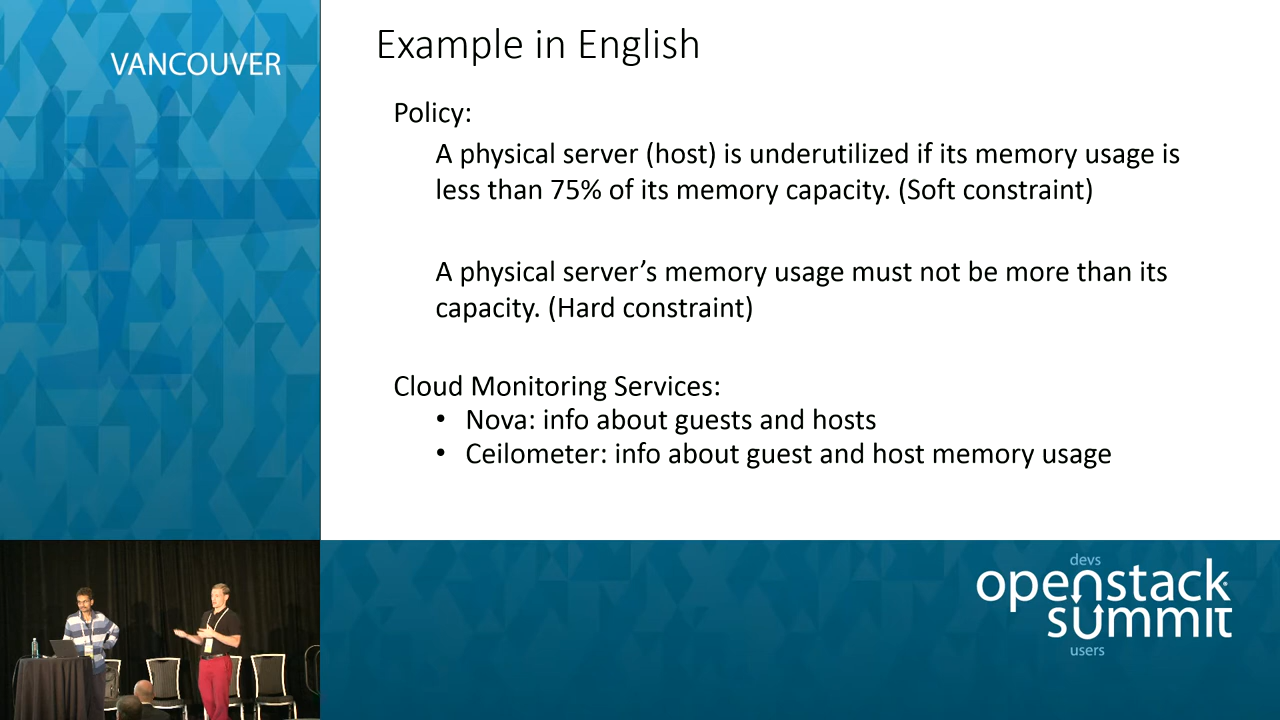 VANCOUVER
Example in English
Policy:
A physical server (host) is underutilized if its memory usage is
less than 75% of its memory capacity. (Soft constraint)
A physical server’s memory usage must not be more than its
capacity. (Hard constraint)
Cloud Monitoring Services:
• Nova: info about guests and hosts
• Ceilometer: info about guest and host memory usage
devs
openstack
summit
users